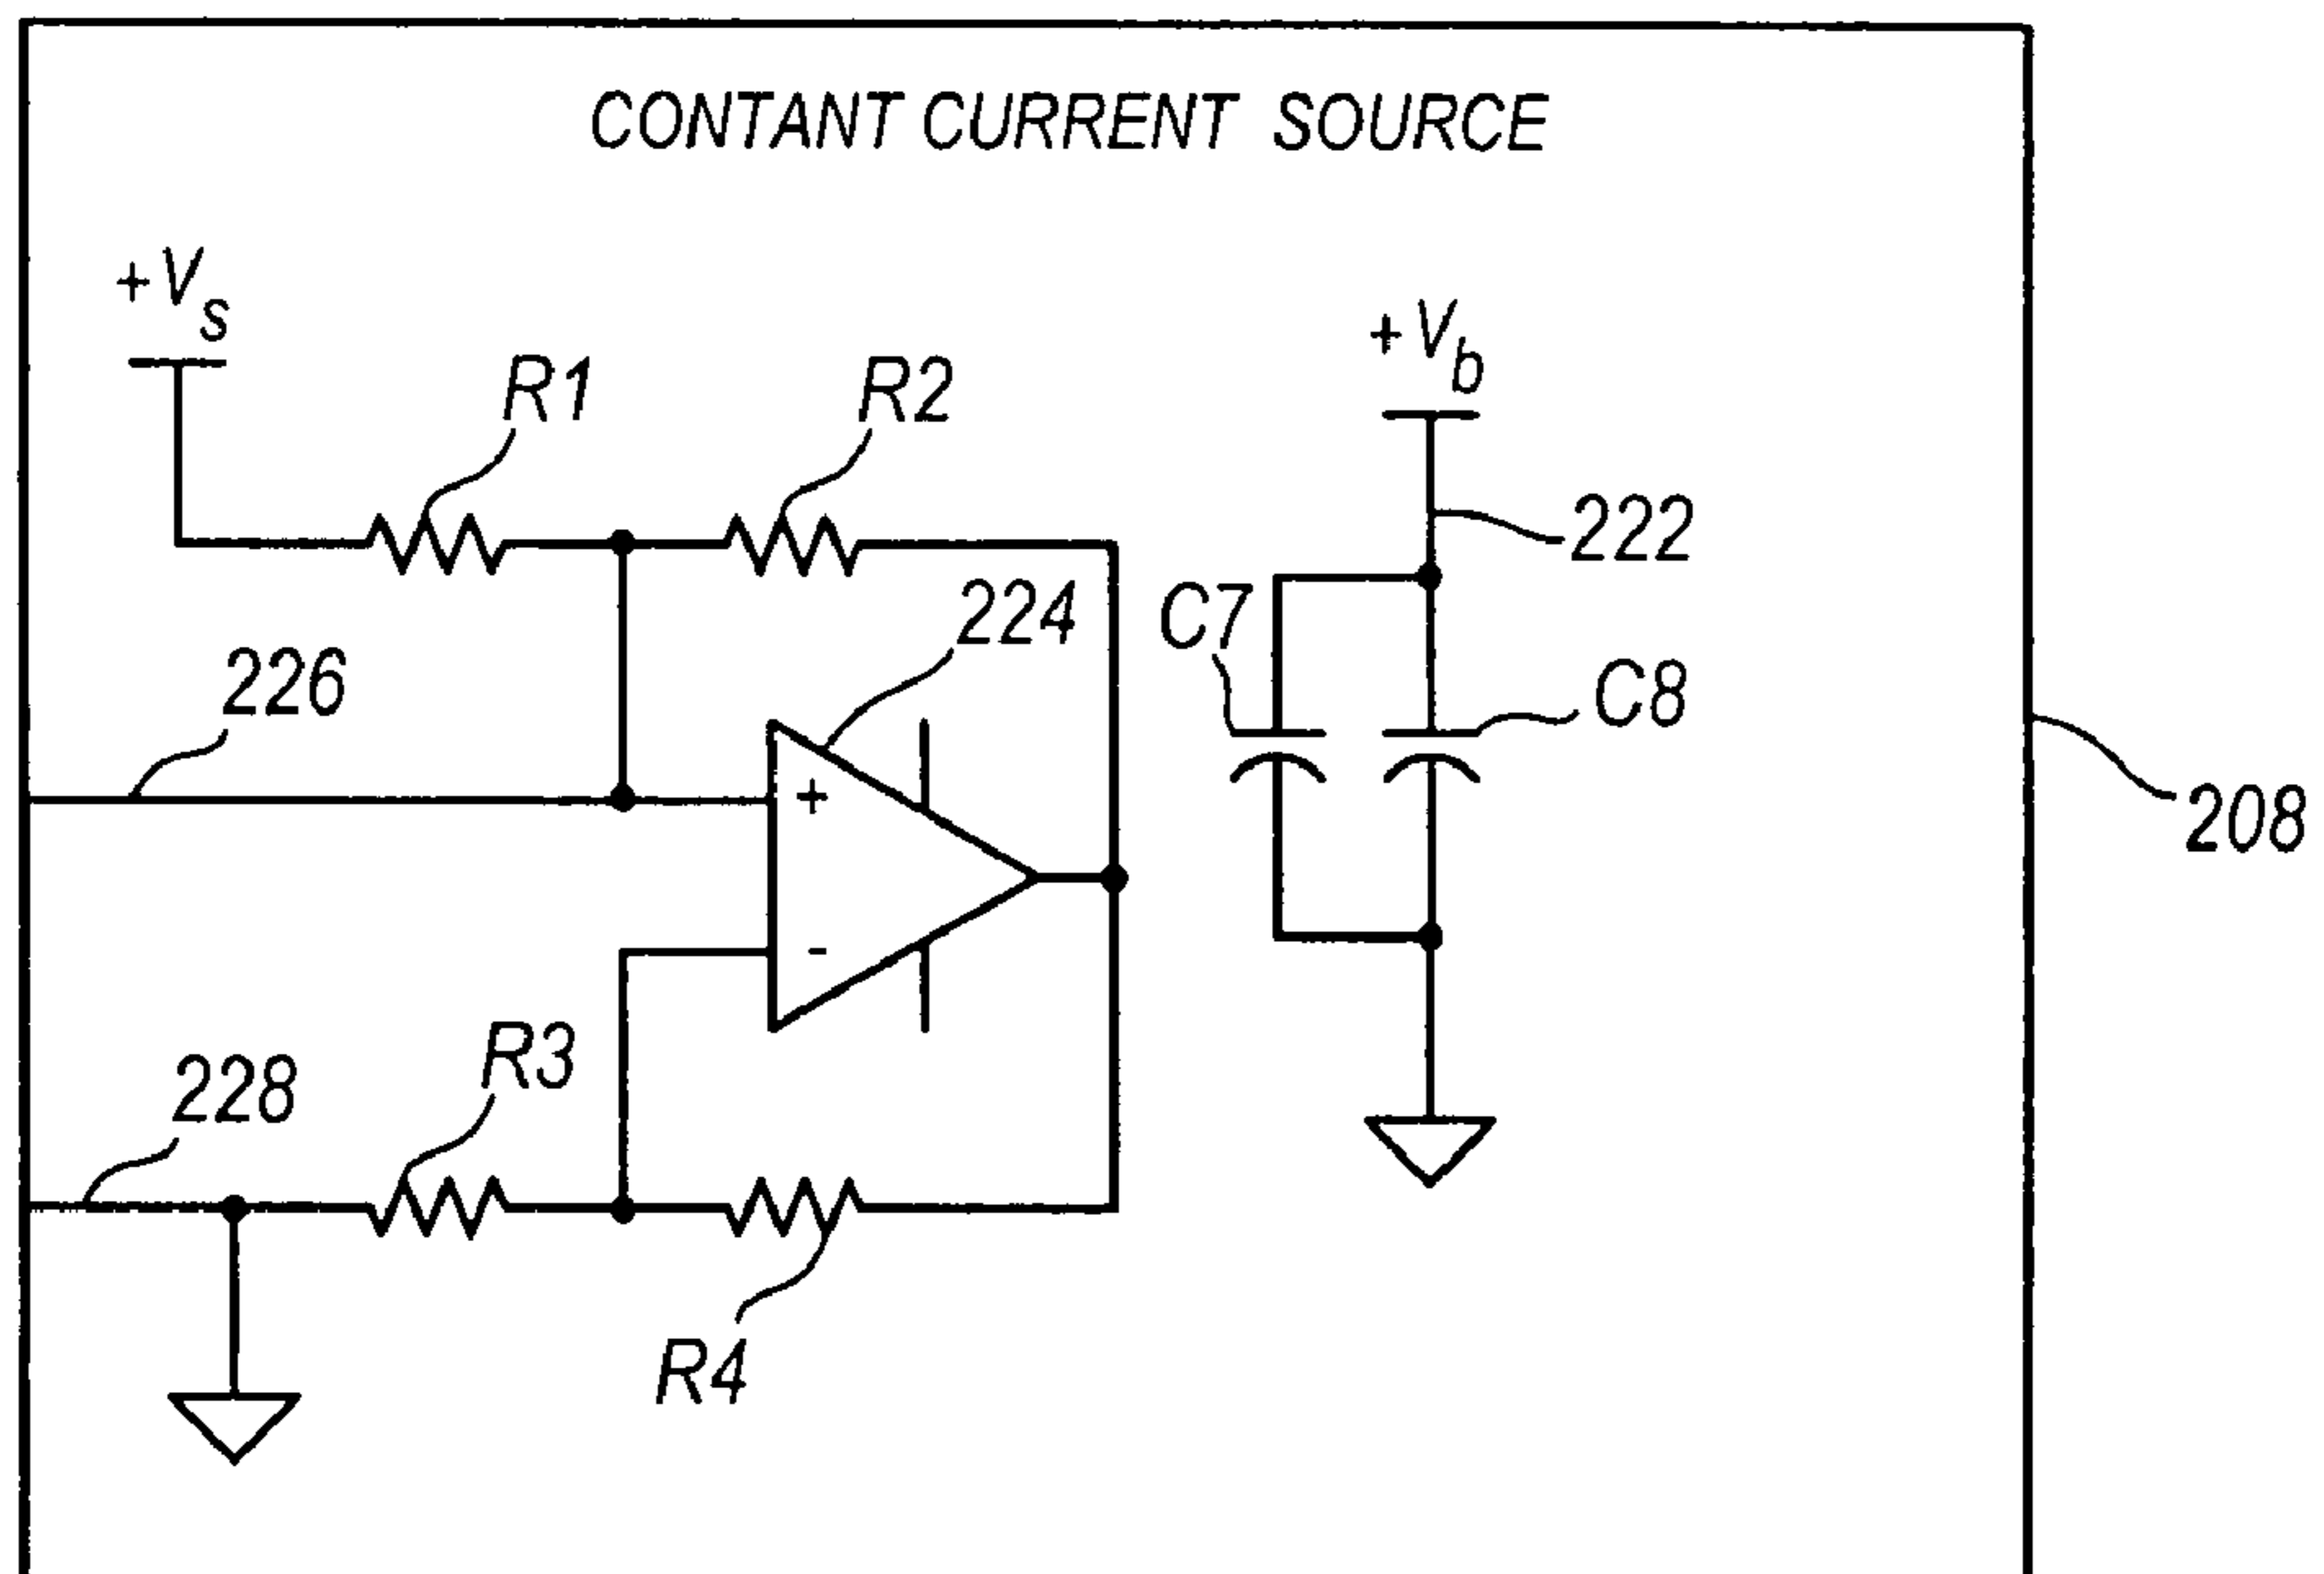 CONTANT CURRENT SOURCE
+Vs
+Vb
R1
R2
222
224
C7
226
C8
208
+
-
R3
228
R4